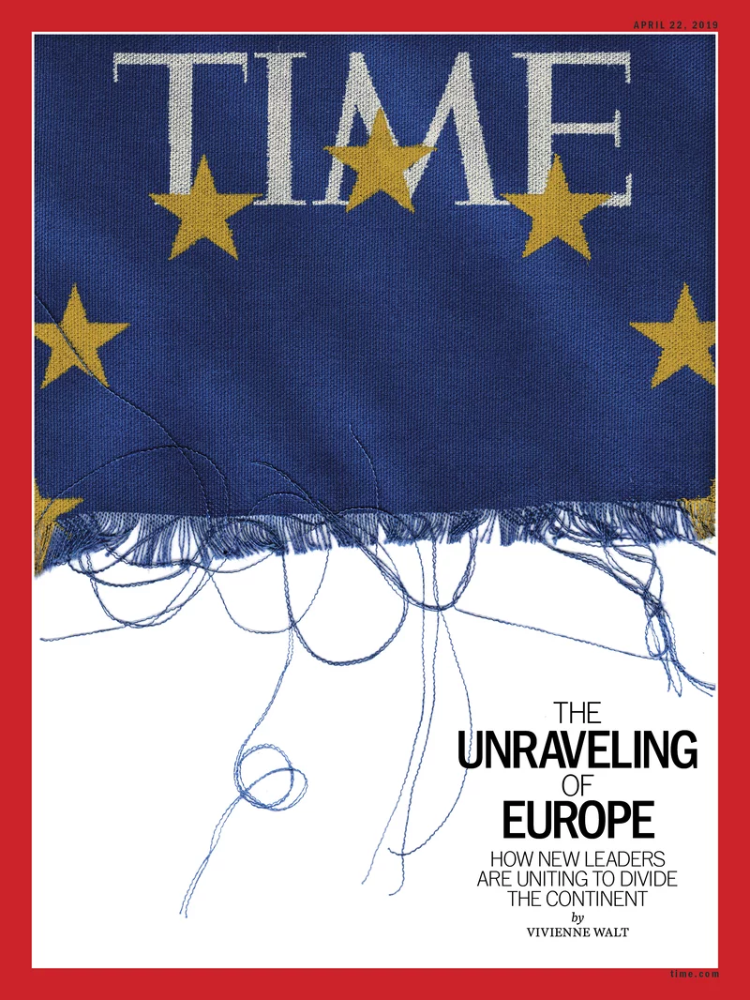 APRIL 22, 2019
TIME
THE
UNRAVELING
OF
EUROPE
HOW NEW LEADERS
ARE UNITING TO DIVIDE
THE CONTINENT
by
VIVIENNE WALT
time.com